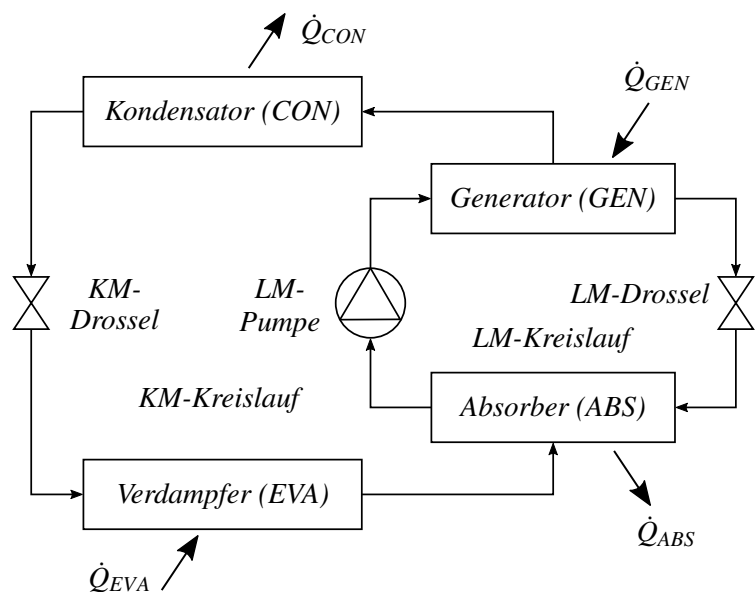 Q̇CON
Kondensator (CON)
Q̇GEN
Generator (GEN)
KM-
Drossel
LM-
Pumpe
LM-Drossel
LM-Kreislauf
KM-Kreislauf
Absorber (ABS)
Verdampfer (EVA)
Q̇ABS
Q̇EVA